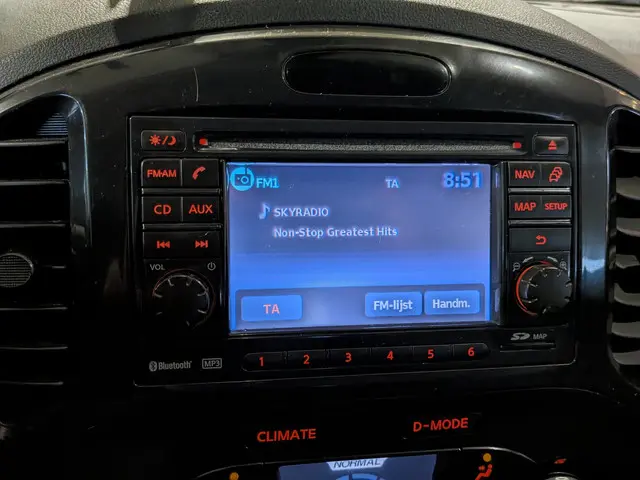 FM·AM
CD AUX
VOL
Bluetooth MP3
FM1 TA 8:51
SKYRADIO
Non-Stop Greatest Hits
TA FM-lijst Handm.
NAV
MAP SETUP
SD MAP
1 2 3 4 5 6
CLIMATE D-MODE
NORMAL